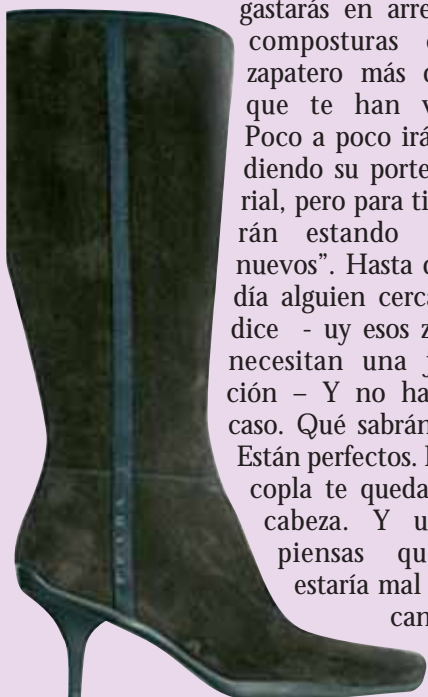 gastarás en arre
composturas
zapatero más
que te han v
Poco a poco irá
diendo su porte
rial, pero para ti
rán estando
nuevos”. Hasta
día alguien cerca
dice - uy esos z
necesitan una j
ción – Y no ha
caso. Qué sabrán
Están perfectos.
copla te queda
cabeza. Y u
piensas qu
estaría mal
can
PRADA